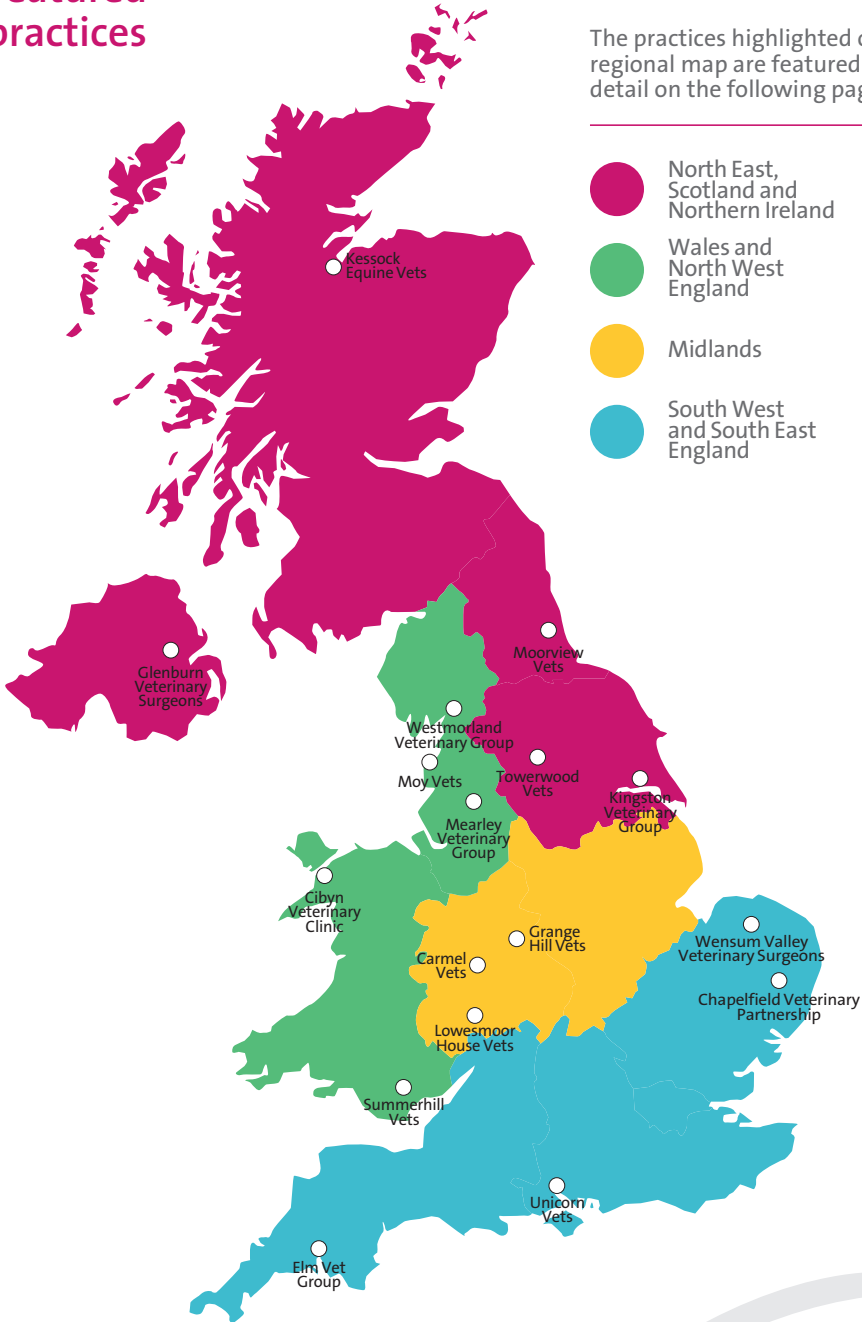 practices
The practices highlighted
regional map are featured
detail on the following
North East,
Scotland and
Northern Ireland
Wales and
North West
England
Midlands
South West
and South East
England
Kessock
Equine Vets
Glenburn
Veterinary
Surgeons
Moorview
Vets
Westmorland
Veterinary Group
Moy Vets
Towerwood
Vets
Kingston
Veterinary
Group
Mearley
Veterinary
Group
Cibyn
Veterinary
Clinic
Grange
Hill Vets
Carmel
Vets
Wensum Valley
Veterinary Surgeons
Chapelfield Veterinary
Partnership
Lowesmoor
House Vets
Summerhill
Vets
Unicorn
Vets
Elm Vet
Group